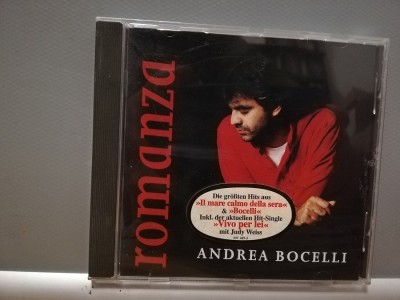 romanza
Die größten Hits aus
»Il mare calmo della sera«
& »Bocelli«
Inkl. der aktuellen Hit-Single
»Vivo per lei«
mit Judy Weiss
ANDREA BOCELLI